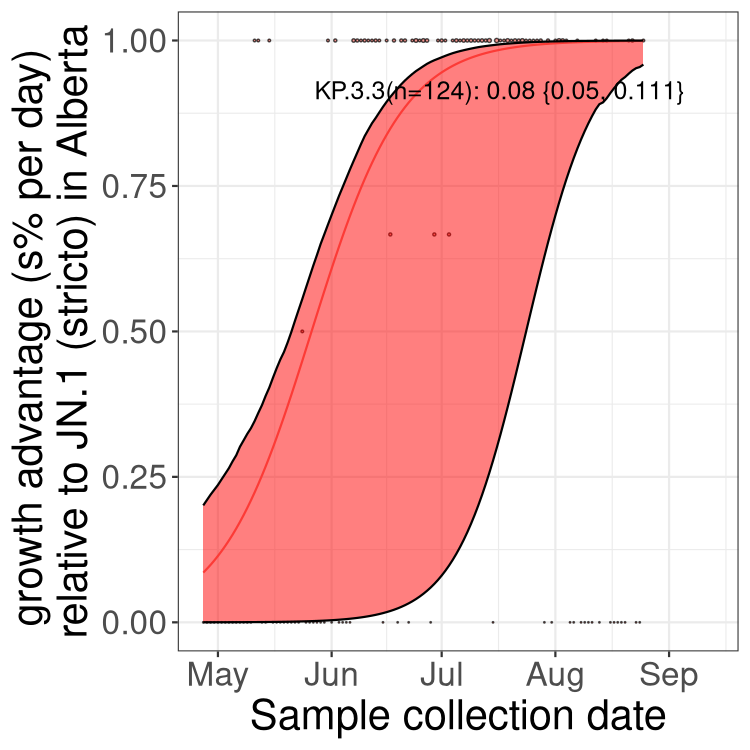 growth advantage (s% per day)
relative to JN.1 (stricto) in Alberta
1.00
0.75
0.50
0.25
0.00
KP.3.3(n=124): 0.08 {0.05, 0.111}
May Jun Jul Aug Sep
Sample collection date